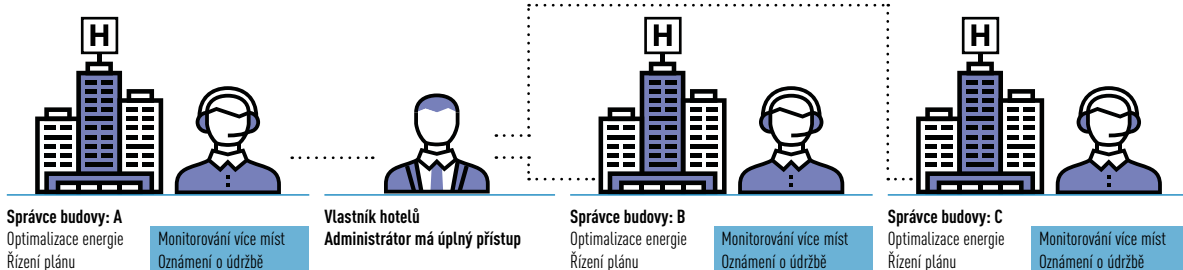 H
H
H
Správce budovy: A
Optimalizace energie
Řízení plánu
Monitorování více míst
Oznámení o údržbě
Vlastník hotelů
Administrátor má úplný přístup
Správce budovy: B
Optimalizace energie
Řízení plánu
Monitorování více míst
Oznámení o údržbě
Správce budovy: C
Optimalizace energie
Řízení plánu
Monitorování více míst
Oznámení o údržbě